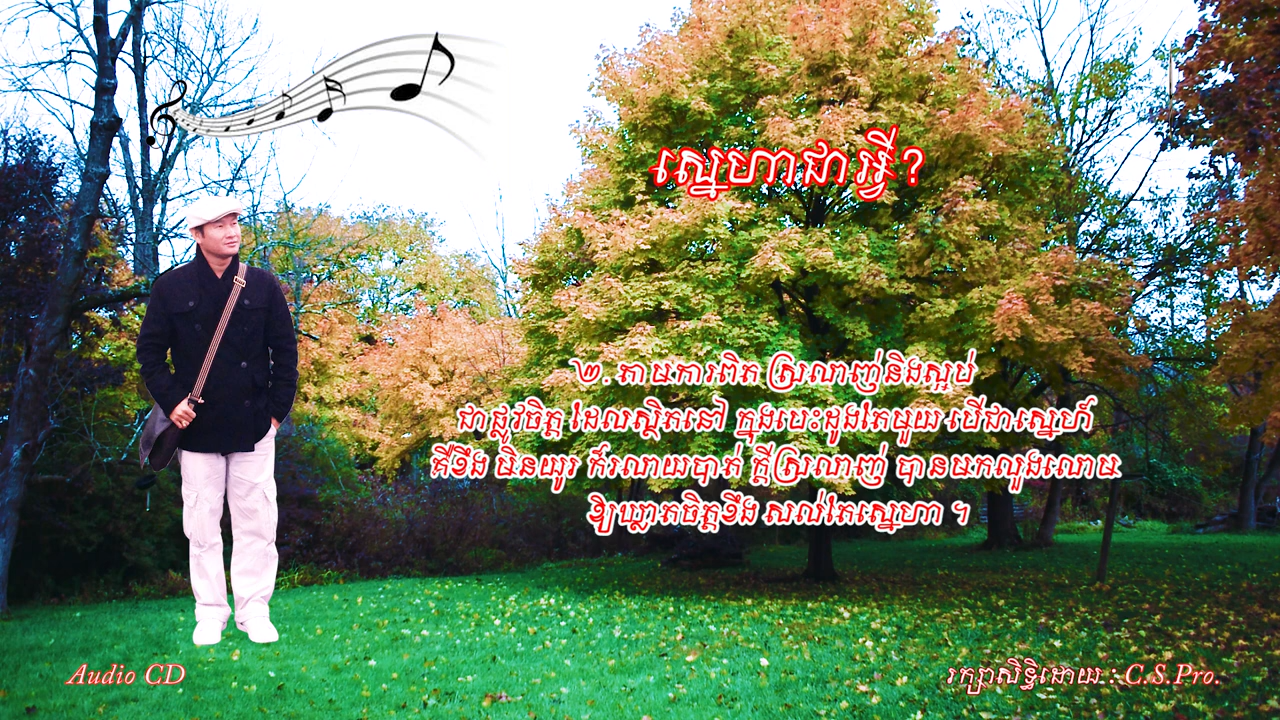 ស្នេហាជាអ្វី?
២. តាមការពិត ស្រលាញ់និងស្អប់
ជាផ្លូវចិត្ត ដែលស្ថិតនៅ ក្នុងបេះដូងតែមួយ បើជាស្នេហ៍
គឺខឹង មិនយូរ ក៍រលាយបាត់ ក្ដីស្រលាញ់ បានមកលួងលោម
ឱ្យឃ្លាតចិត្តខឹង សល់តែស្នេហា ។
Audio CD
រក្សាសិទ្ធិដោយ : C.S.Pro.